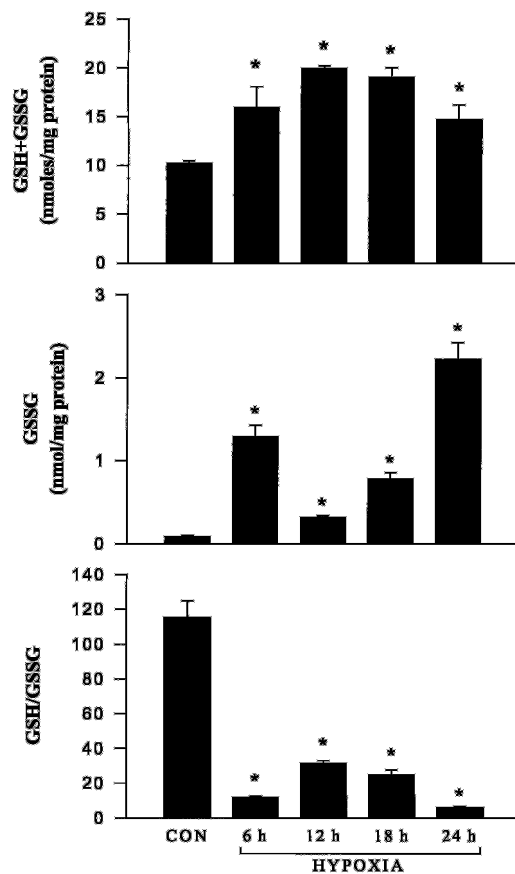 GSH+GSSG
(nmoles/mg protein)
25
20
15
10
5
0
* * * *
GSSG
(nmol/mg protein)
3
2
1
0
* * * *
GSH/GSSG
140
120
100
80
60
40
20
0
* * * *
CON 6 h 12 h 18 h 24 h
HYPOXIA